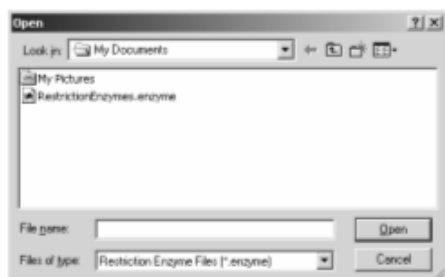 Open
Look in: My Documents
My Pictures
RestrictionEnzymes.enzyme
File name: Open
Files of type: Restriction Enzyme Files (*.enzyme) Cancel